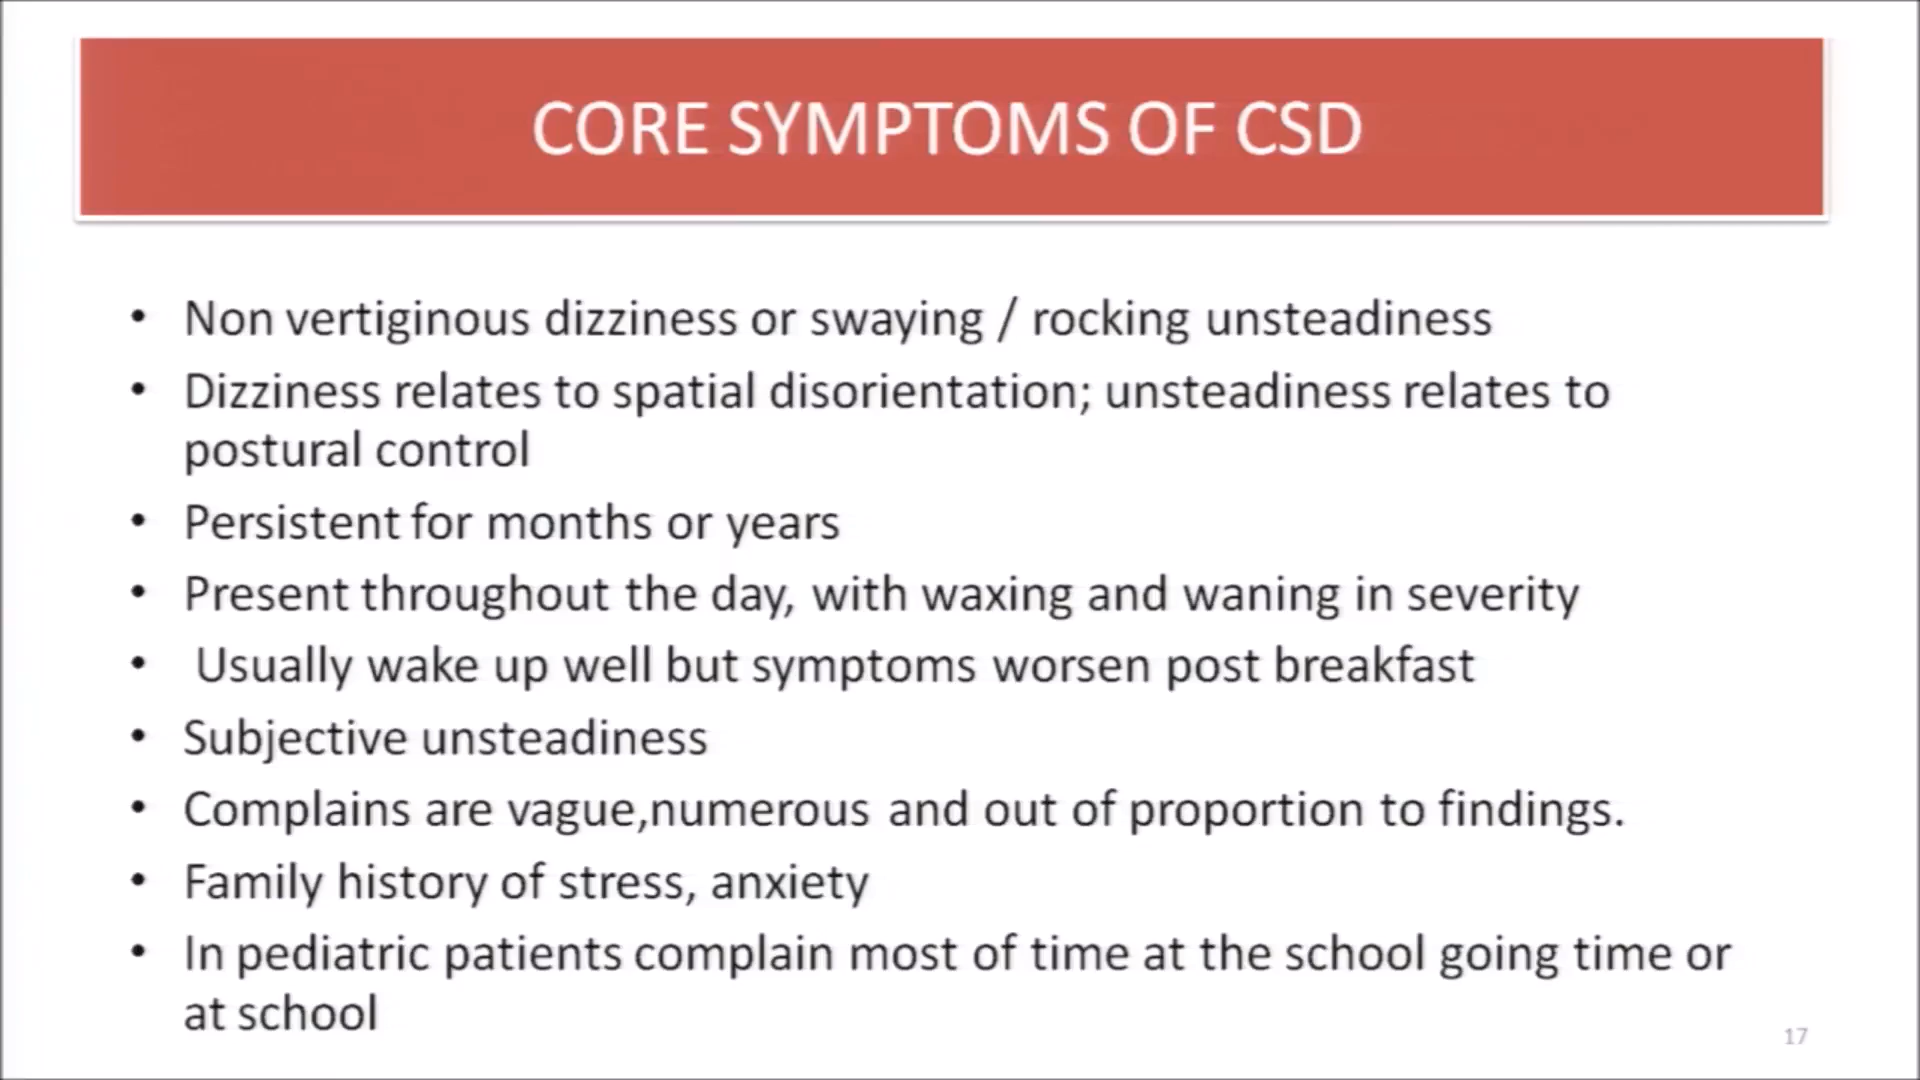 CORE SYMPTOMS OF CSD
• Non vertiginous dizziness or swaying / rocking unsteadiness
• Dizziness relates to spatial disorientation; unsteadiness relates to
postural control
• Persistent for months or years
• Present throughout the day, with waxing and waning in severity
• Usually wake up well but symptoms worsen post breakfast
• Subjective unsteadiness
• Complains are vague,numerous and out of proportion to findings.
• Family history of stress, anxiety
• In pediatric patients complain most of time at the school going time or
at school
17